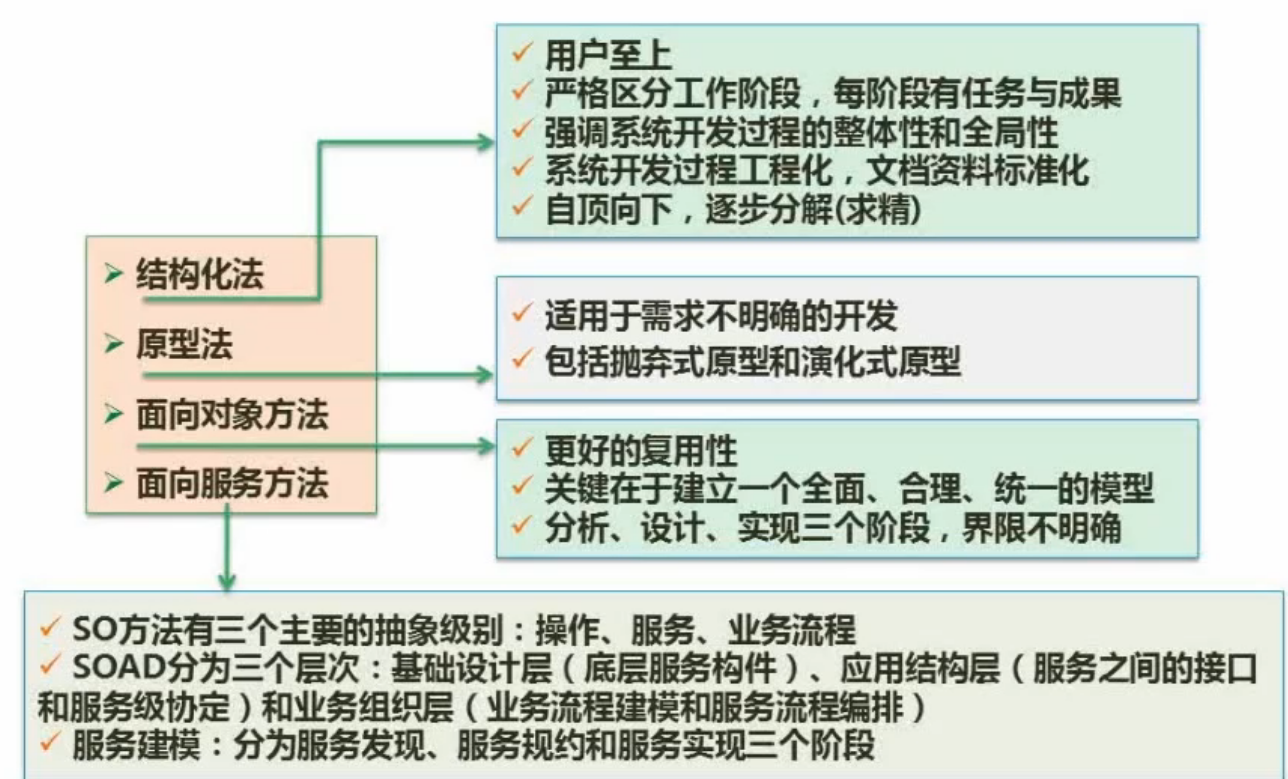 用户至上
严格区分工作阶段，每阶段有任务与成果
强调系统开发过程的整体性和全局性
系统开发过程工程化，文档资料标准化
自顶向下，逐步分解(求精)
结构化法
原型法
面向对象方法
面向服务方法
适用于需求不明确的开发
包括抛弃式原型和演化式原型
更好的复用性
关键在于建立一个全面、合理、统一的模型
分析、设计、实现三个阶段，界限不明确
SO方法有三个主要的抽象级别：操作、服务、业务流程
SOAD分为三个层次：基础设计层（底层服务构件）、应用结构层（服务之间的接口
和服务级协定）和业务组织层（业务流程建模和服务流程编排）
服务建模：分为服务发现、服务规约和服务实现三个阶段